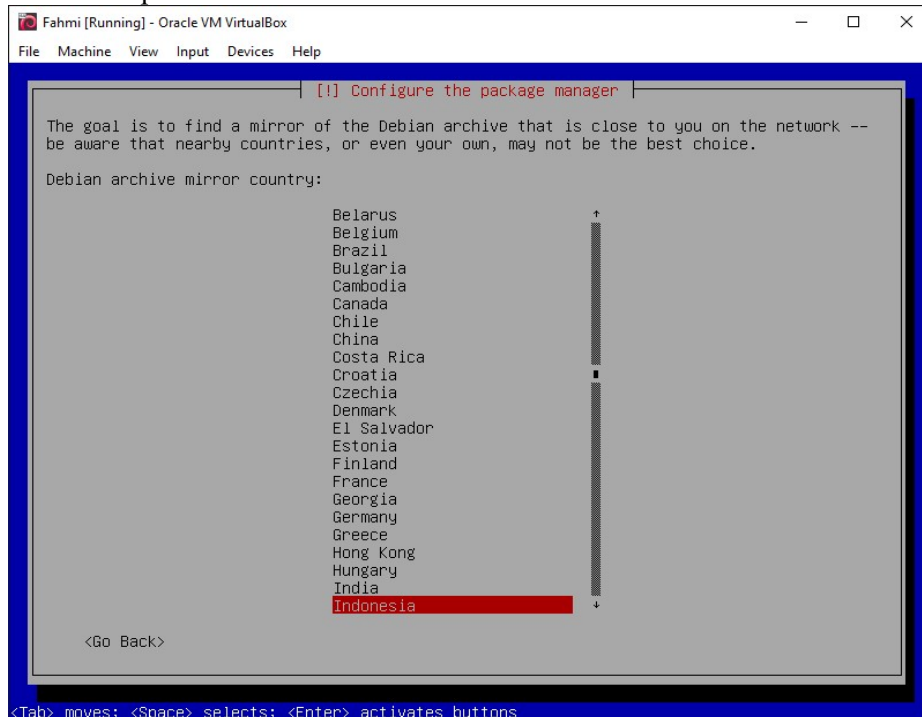 Fahmi [Running] - Oracle VM VirtualBox
File Machine View Input Devices Help
[!] Configure the package manager
The goal is to find a mirror of the Debian archive that is close to you on the network --
be aware that nearby countries, or even your own, may not be the best choice.
Debian archive mirror country:
Belarus
Belgium
Brazil
Bulgaria
Cambodia
Canada
Chile
China
Costa Rica
Croatia
Czechia
Denmark
El Salvador
Estonia
Finland
France
Georgia
Germany
Greece
Hong Kong
Hungary
India
Indonesia
<Go Back>
<Tab> moves; <Space> selects; <Enter> activates buttons